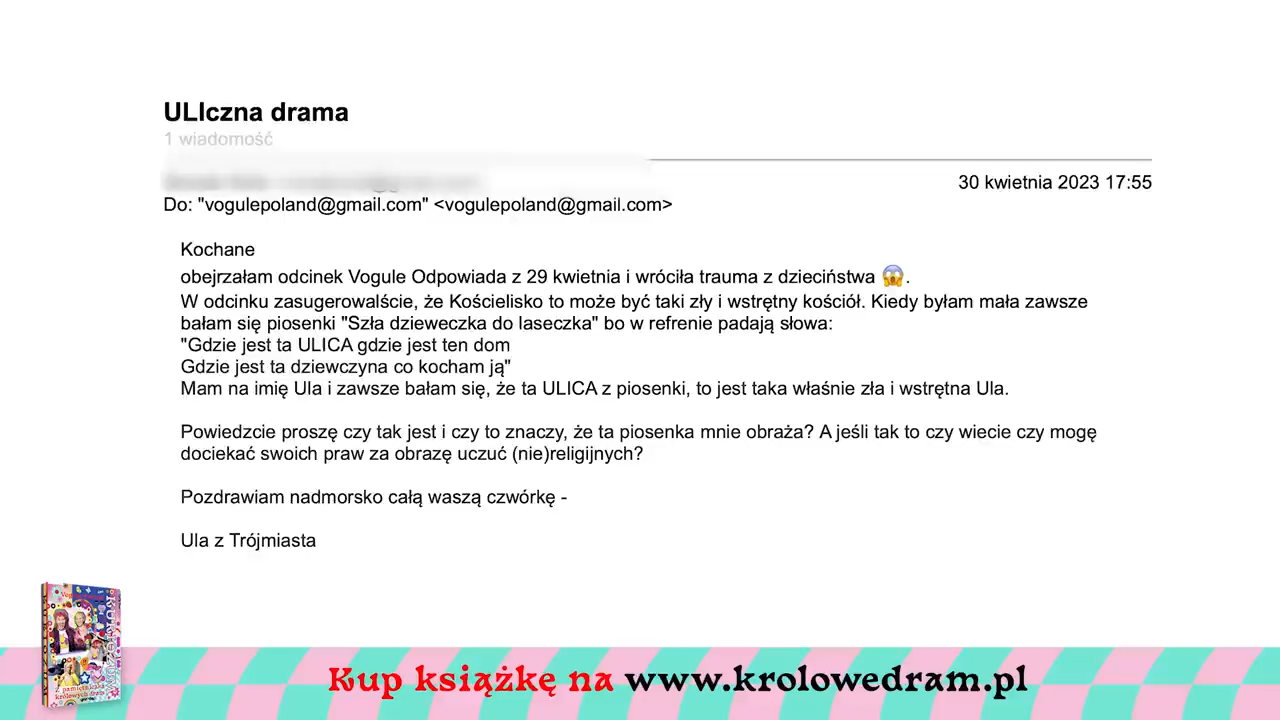 ULIczna drama
1 wiadomość
30 kwietnia 2023 17:55
Do: "vogulepoland@gmail.com" <vogulepoland@gmail.com>
Kochane
obejrzałam odcinek Vogule Odpowiada z 29 kwietnia i wróciła trauma z dzieciństwa 😱.
W odcinku zasugerowalście, że Kościelisko to może być taki zły i wstrętny kościół. Kiedy byłam mała zawsze
bałam się piosenki "Szła dzieweczka do laseczka" bo w refrenie padają słowa:
"Gdzie jest ta ULICA gdzie jest ten dom
Gdzie jest ta dziewczyna co kocham ją"
Mam na imię Ula i zawsze bałam się, że ta ULICA z piosenki, to jest taka właśnie zła i wstrętna Ula.
Powiedzcie proszę czy tak jest i czy to znaczy, że ta piosenka mnie obraża? A jeśli tak to czy wiecie czy mogę
dociekać swoich praw za obrazę uczuć (nie)religijnych?
Pozdrawiam nadmorsko całą waszą czwórkę -
Ula z Trójmiasta
Z pamiętnika
królowych dram
Kup książkę na www.krolowedram.pl